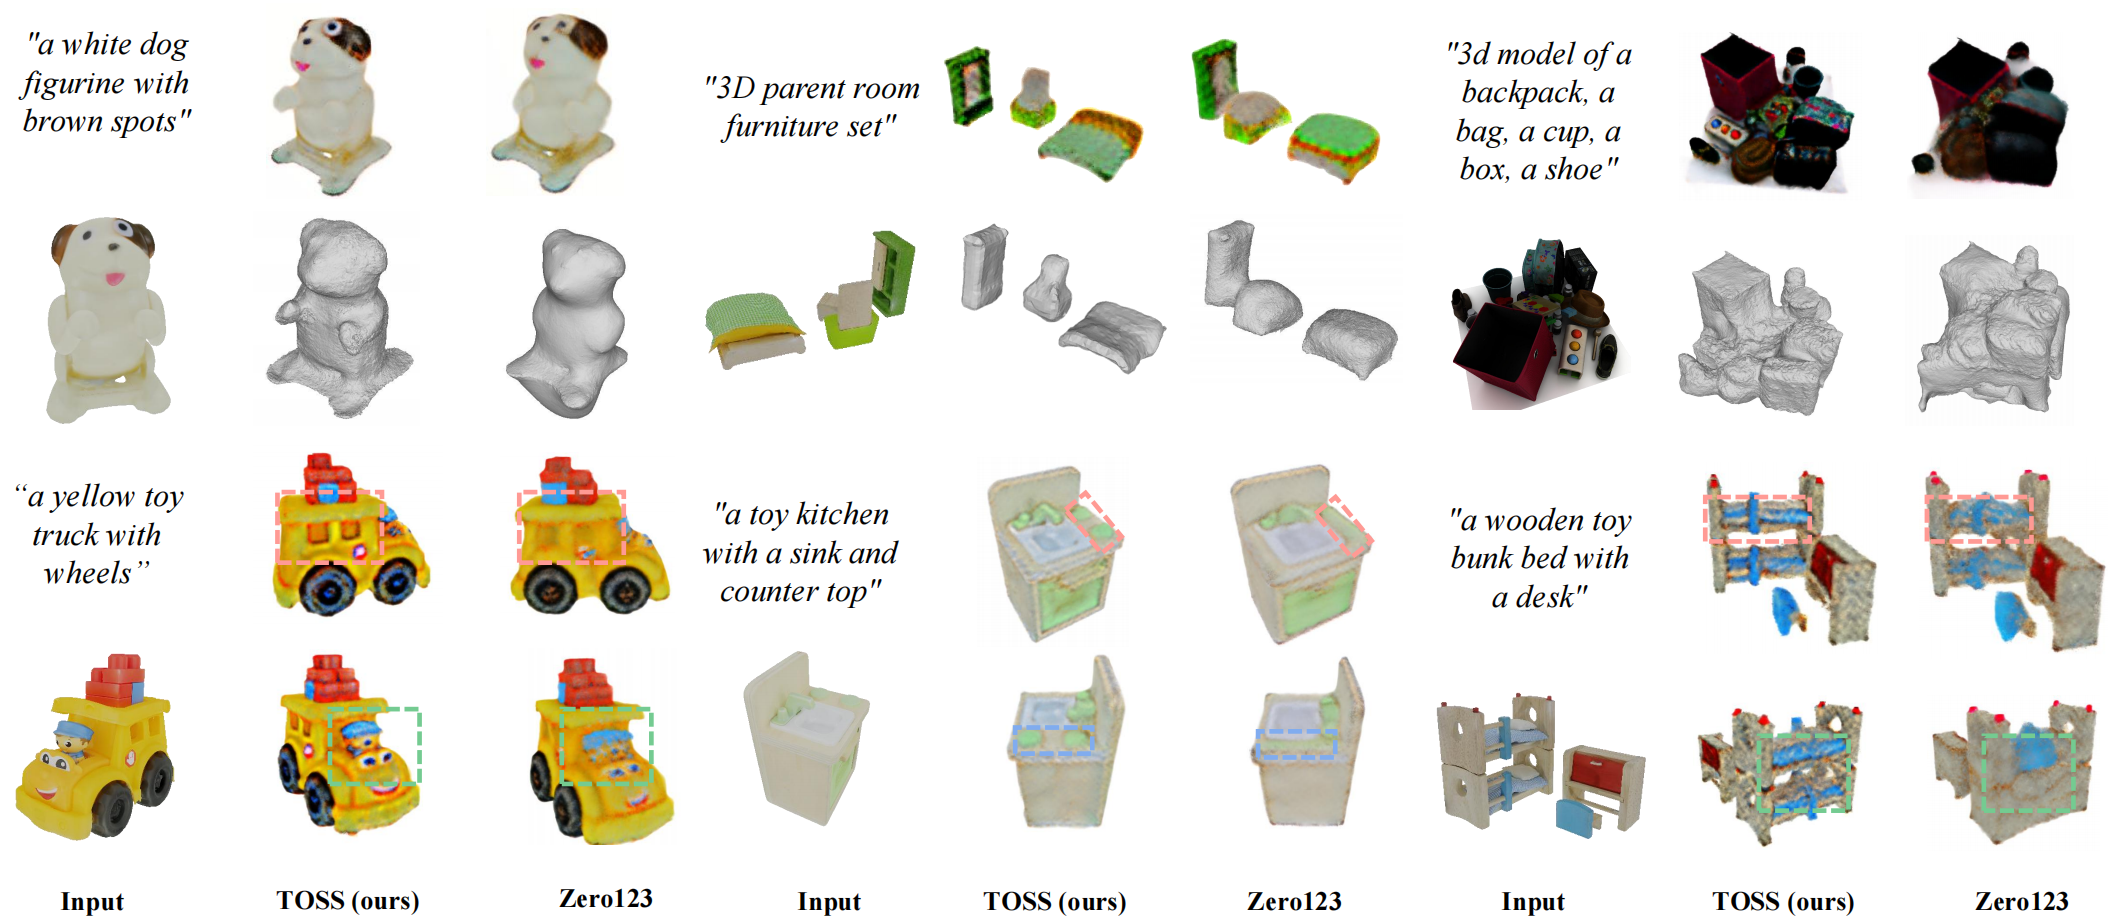 "a white dog
figurine with
brown spots"
"3D parent room
furniture set"
"3d model of a
backpack, a
bag, a cup, a
box, a shoe"
“a yellow toy
truck with
wheels”
"a toy kitchen
with a sink and
counter top"
"a wooden toy
bunk bed with
a desk"
Input
TOSS (ours)
Zero123
Input
TOSS (ours)
Zero123
Input
TOSS (ours)
Zero123